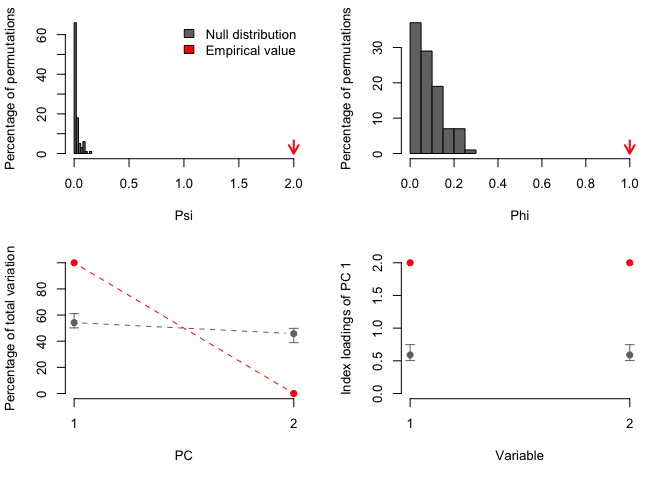 Percentage of permutations
0 20 40 60
Null distribution
Empirical value
0.0 0.5 1.0 1.5 2.0
Psi
Percentage of permutations
0 10 20 30
0.0 0.2 0.4 0.6 0.8 1.0
Phi
Percentage of total variation
0 20 40 60 80
1 2
PC
Index loadings of PC 1
0.0 0.5 1.0 1.5 2.0
1 2
Variable